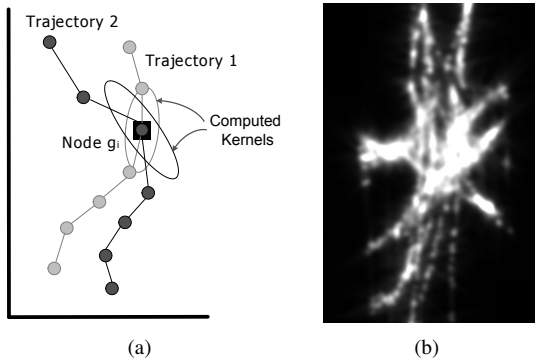 Trajectory 2
Trajectory 1
Computed
Kernels
Node gi
(a)
(b)